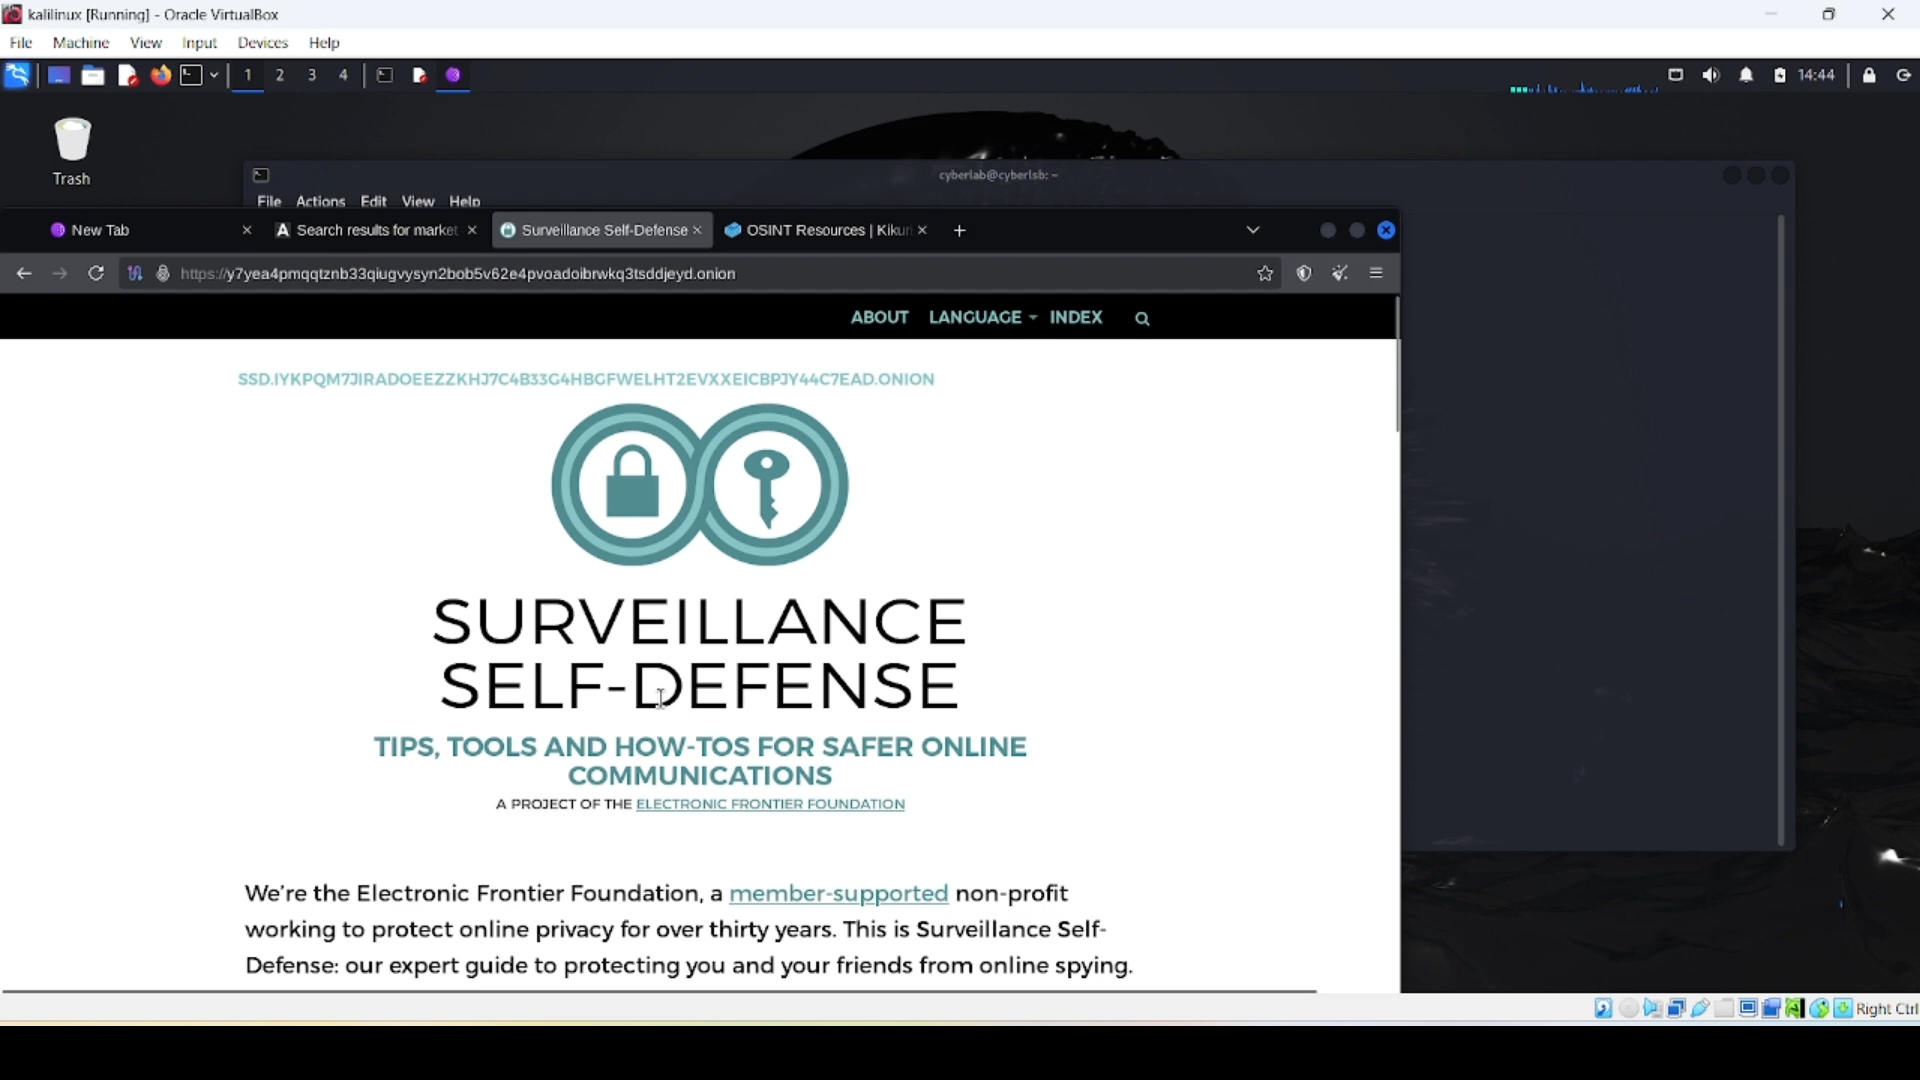 kalilinux [Running] - Oracle VirtualBox
File Machine View Input Devices Help
1 2 3 4
14:44
Trash
cyberlab@cyberlsb: ~
File Actions Edit View Help
New Tab
Search results for market
Surveillance Self-Defense
OSINT Resources | Kikuri
https://y7yea4pmqqtznb33qiugvysyn2bob5v62e4pvoadoibrwkq3tsddjeyd.onion
ABOUT LANGUAGE INDEX
SSD.IYKPQM7JIRADOEEZZKHJ7C4B33G4HBGFWELHT2EVXXEICBPJY44C7EAD.ONION
SURVEILLANCE
SELF-DEFENSE
TIPS, TOOLS AND HOW-TOS FOR SAFER ONLINE
COMMUNICATIONS
A PROJECT OF THE ELECTRONIC FRONTIER FOUNDATION
We're the Electronic Frontier Foundation, a member-supported non-profit
working to protect online privacy for over thirty years. This is Surveillance Self-
Defense: our expert guide to protecting you and your friends from online spying.
Right Ctrl